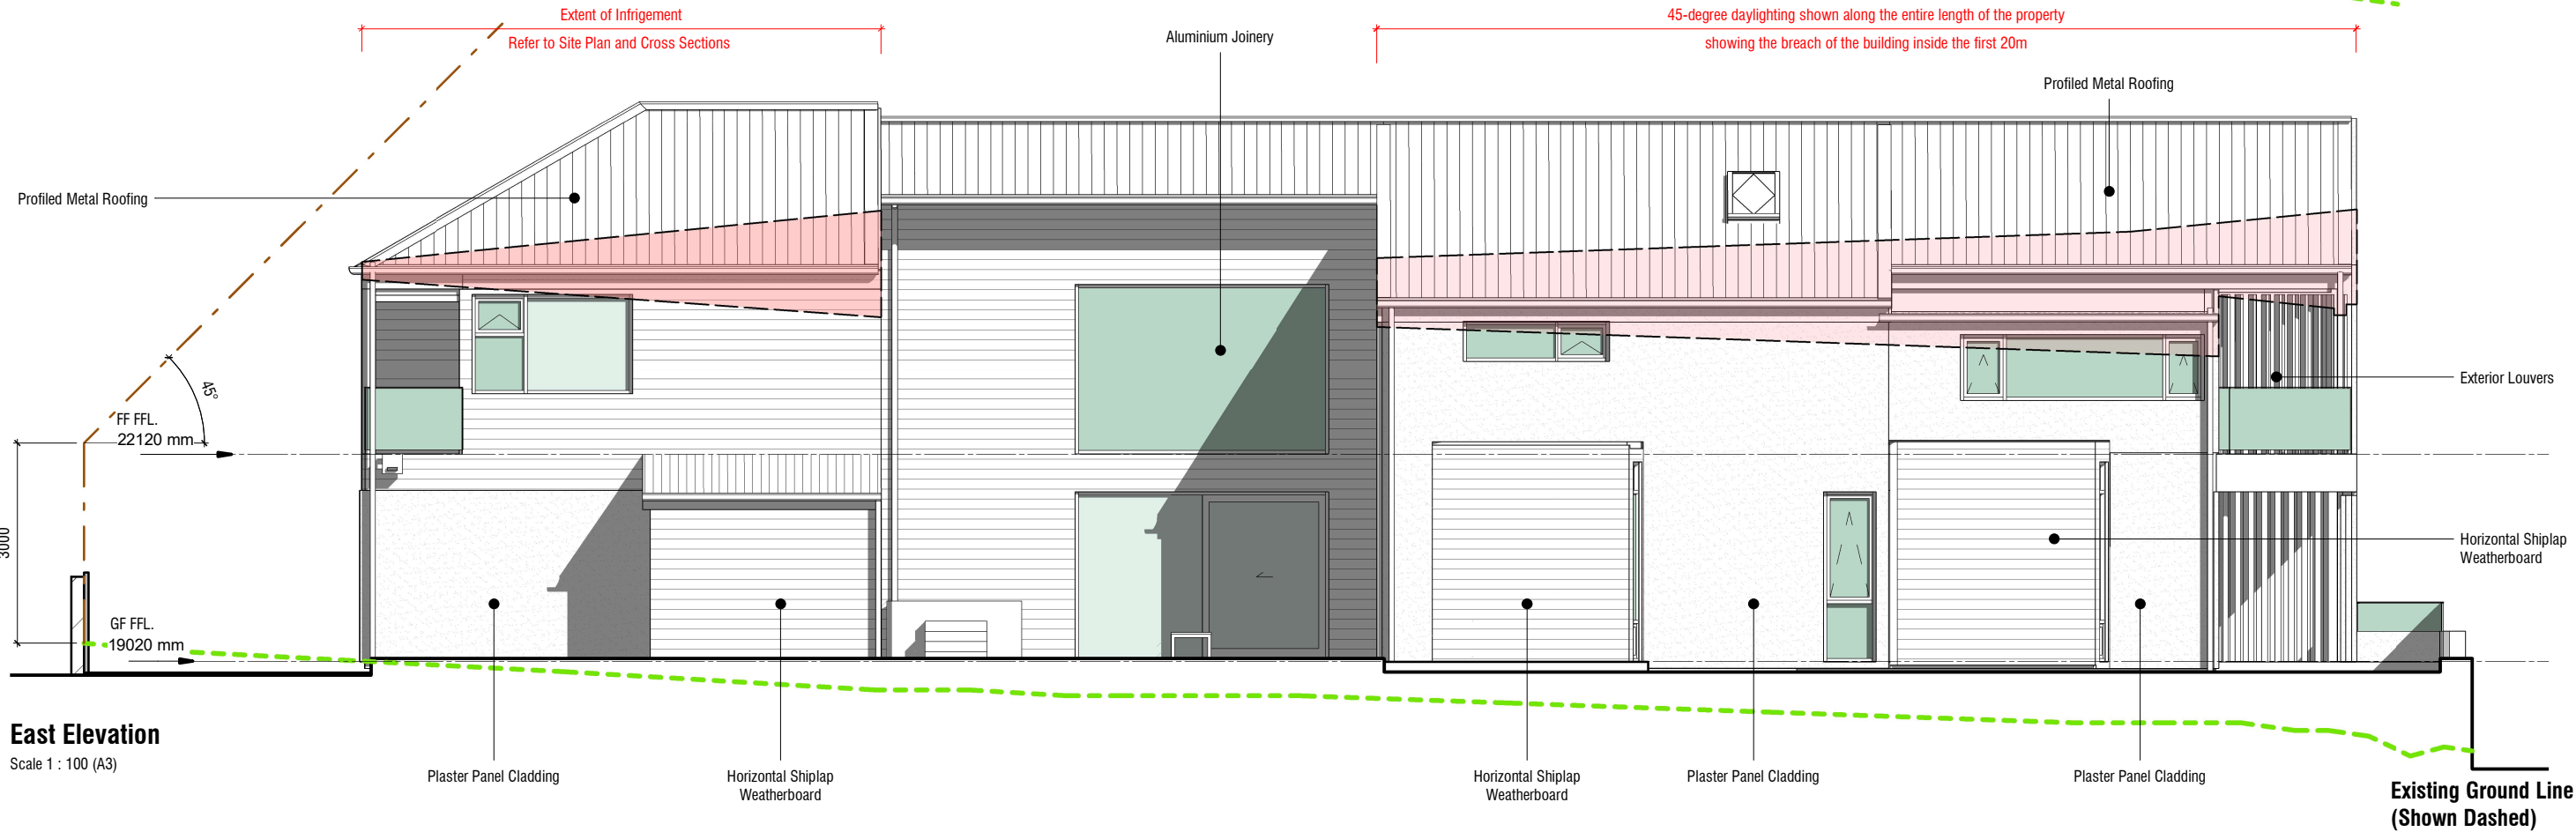 Extent of Infrigement
Refer to Site Plan and Cross Sections
Aluminium Joinery
45-degree daylighting shown along the entire length of the property
showing the breach of the building inside the first 20m
Profiled Metal Roofing
Profiled Metal Roofing
45°
FF FFL.
22120 mm
Exterior Louvers
3000
Horizontal Shiplap
Weatherboard
GF FFL.
19020 mm
East Elevation
Scale 1 : 100 (A3)
Plaster Panel Cladding
Horizontal Shiplap
Weatherboard
Horizontal Shiplap
Weatherboard
Plaster Panel Cladding
Plaster Panel Cladding
Existing Ground Line
(Shown Dashed)